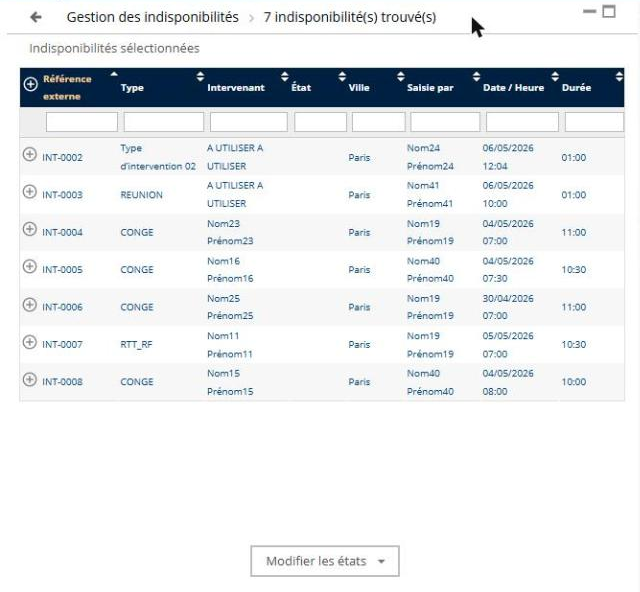 Gestion des indisponibilités > 7 indisponibilité(s) trouvé(s)
Indisponibilités sélectionnées
Référence externe Type Intervenant État Ville Saisie par Date / Heure Durée
INT-0002 Type d'intervention 02 A UTILISER A UTILISER Paris Nom24 Prénom24 06/05/2026 12:04 01:00
INT-0003 REUNION A UTILISER A UTILISER Paris Nom41 Prénom41 06/05/2026 10:00 01:00
INT-0004 CONGE Nom23 Prénom23 Paris Nom19 Prénom19 04/05/2026 07:00 11:00
INT-0005 CONGE Nom16 Prénom16 Paris Nom40 Prénom40 04/05/2026 07:30 10:30
INT-0006 CONGE Nom25 Prénom25 Paris Nom19 Prénom19 30/04/2026 07:00 11:00
INT-0007 RTT_RF Nom11 Prénom11 Paris Nom19 Prénom19 05/05/2026 07:00 10:30
INT-0008 CONGE Nom15 Prénom15 Paris Nom40 Prénom40 04/05/2026 08:00 10:00
Modifier les états